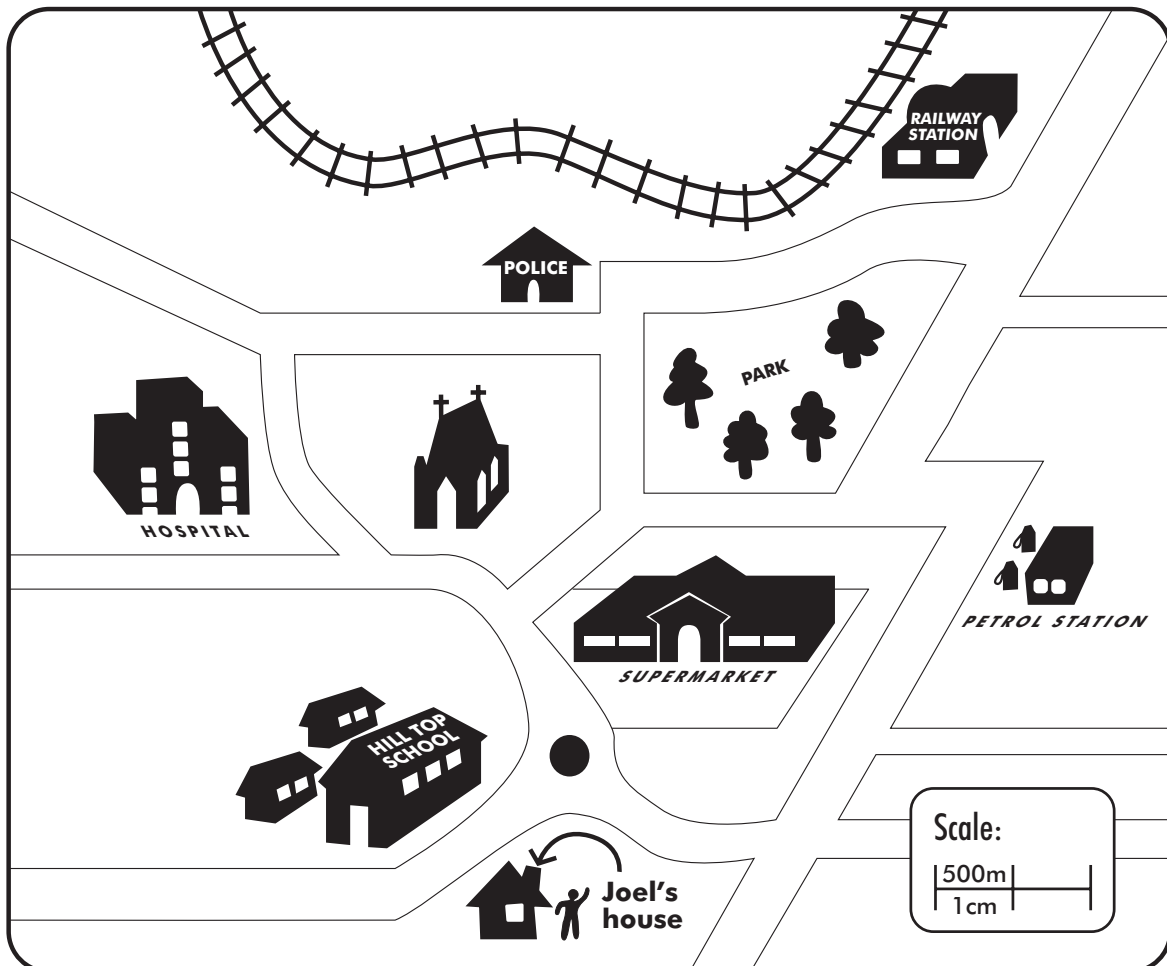 RAILWAY
STATION
POLICE
PARK
HOSPITAL
PETROL STATION
SUPERMARKET
HILL TOP
SCHOOL
Scale:
500m
1cm
Joel's
house